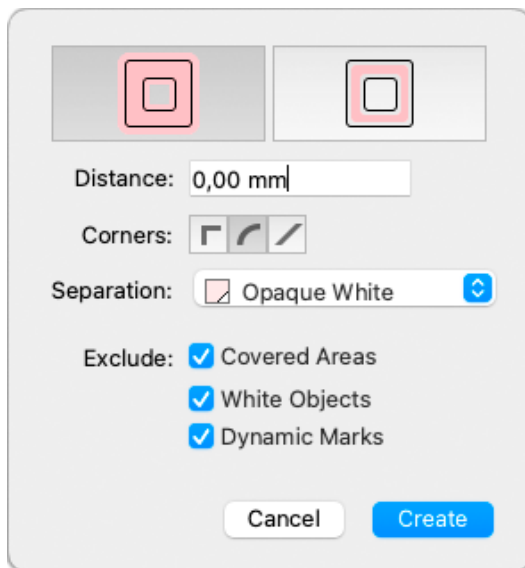 Distance: 0,00 mm
Corners:
Separation: Opaque White
Exclude: Covered Areas
White Objects
Dynamic Marks
Cancel Create